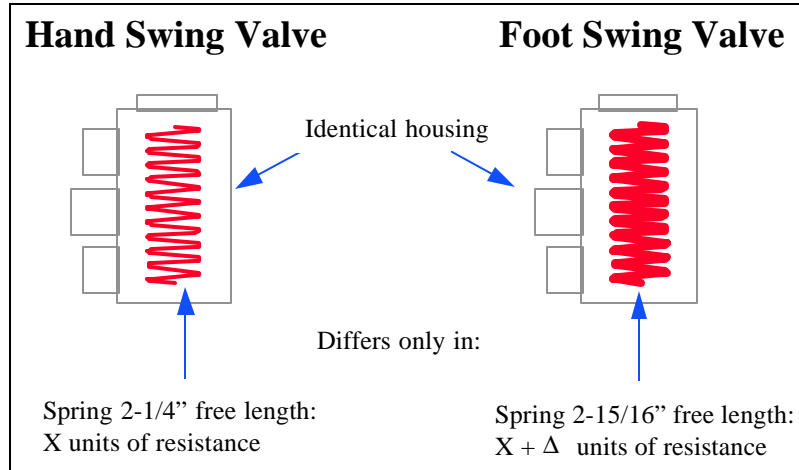 Hand Swing Valve
Foot Swing Valve
Identical housing
Differs only in:
Spring 2-1/4” free length:
X units of resistance
Spring 2-15/16” free length:
X + Δ units of resistance